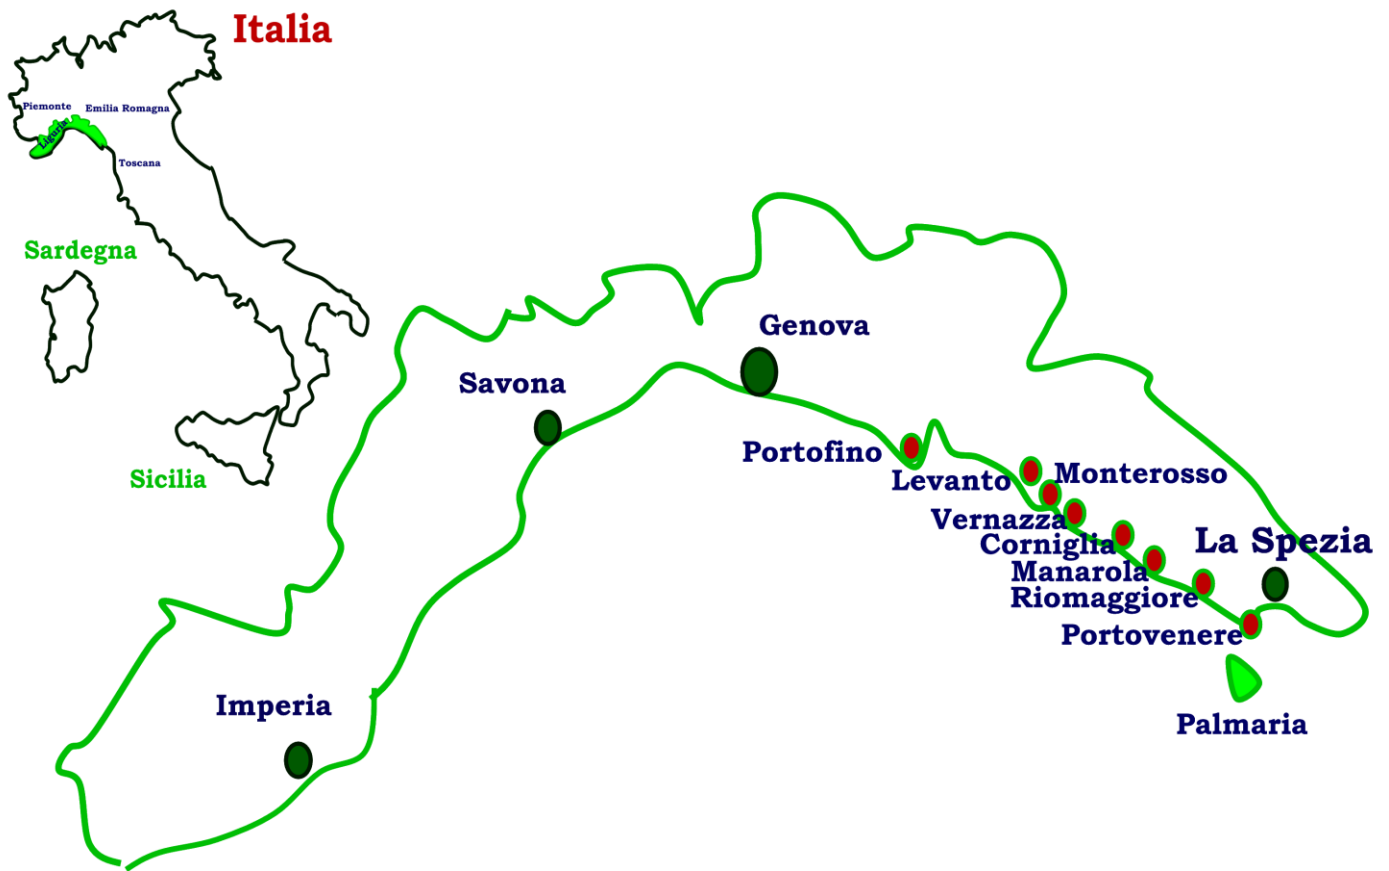 Italia
Piemonte
Emilia Romagna
Liguria
Toscana
Sardegna
Sicilia
Genova
Savona
Portofino
Levanto
Monterosso
Vernazza
Corniglia
La Spezia
Manarola
Riomaggiore
Portovenere
Imperia
Palmaria